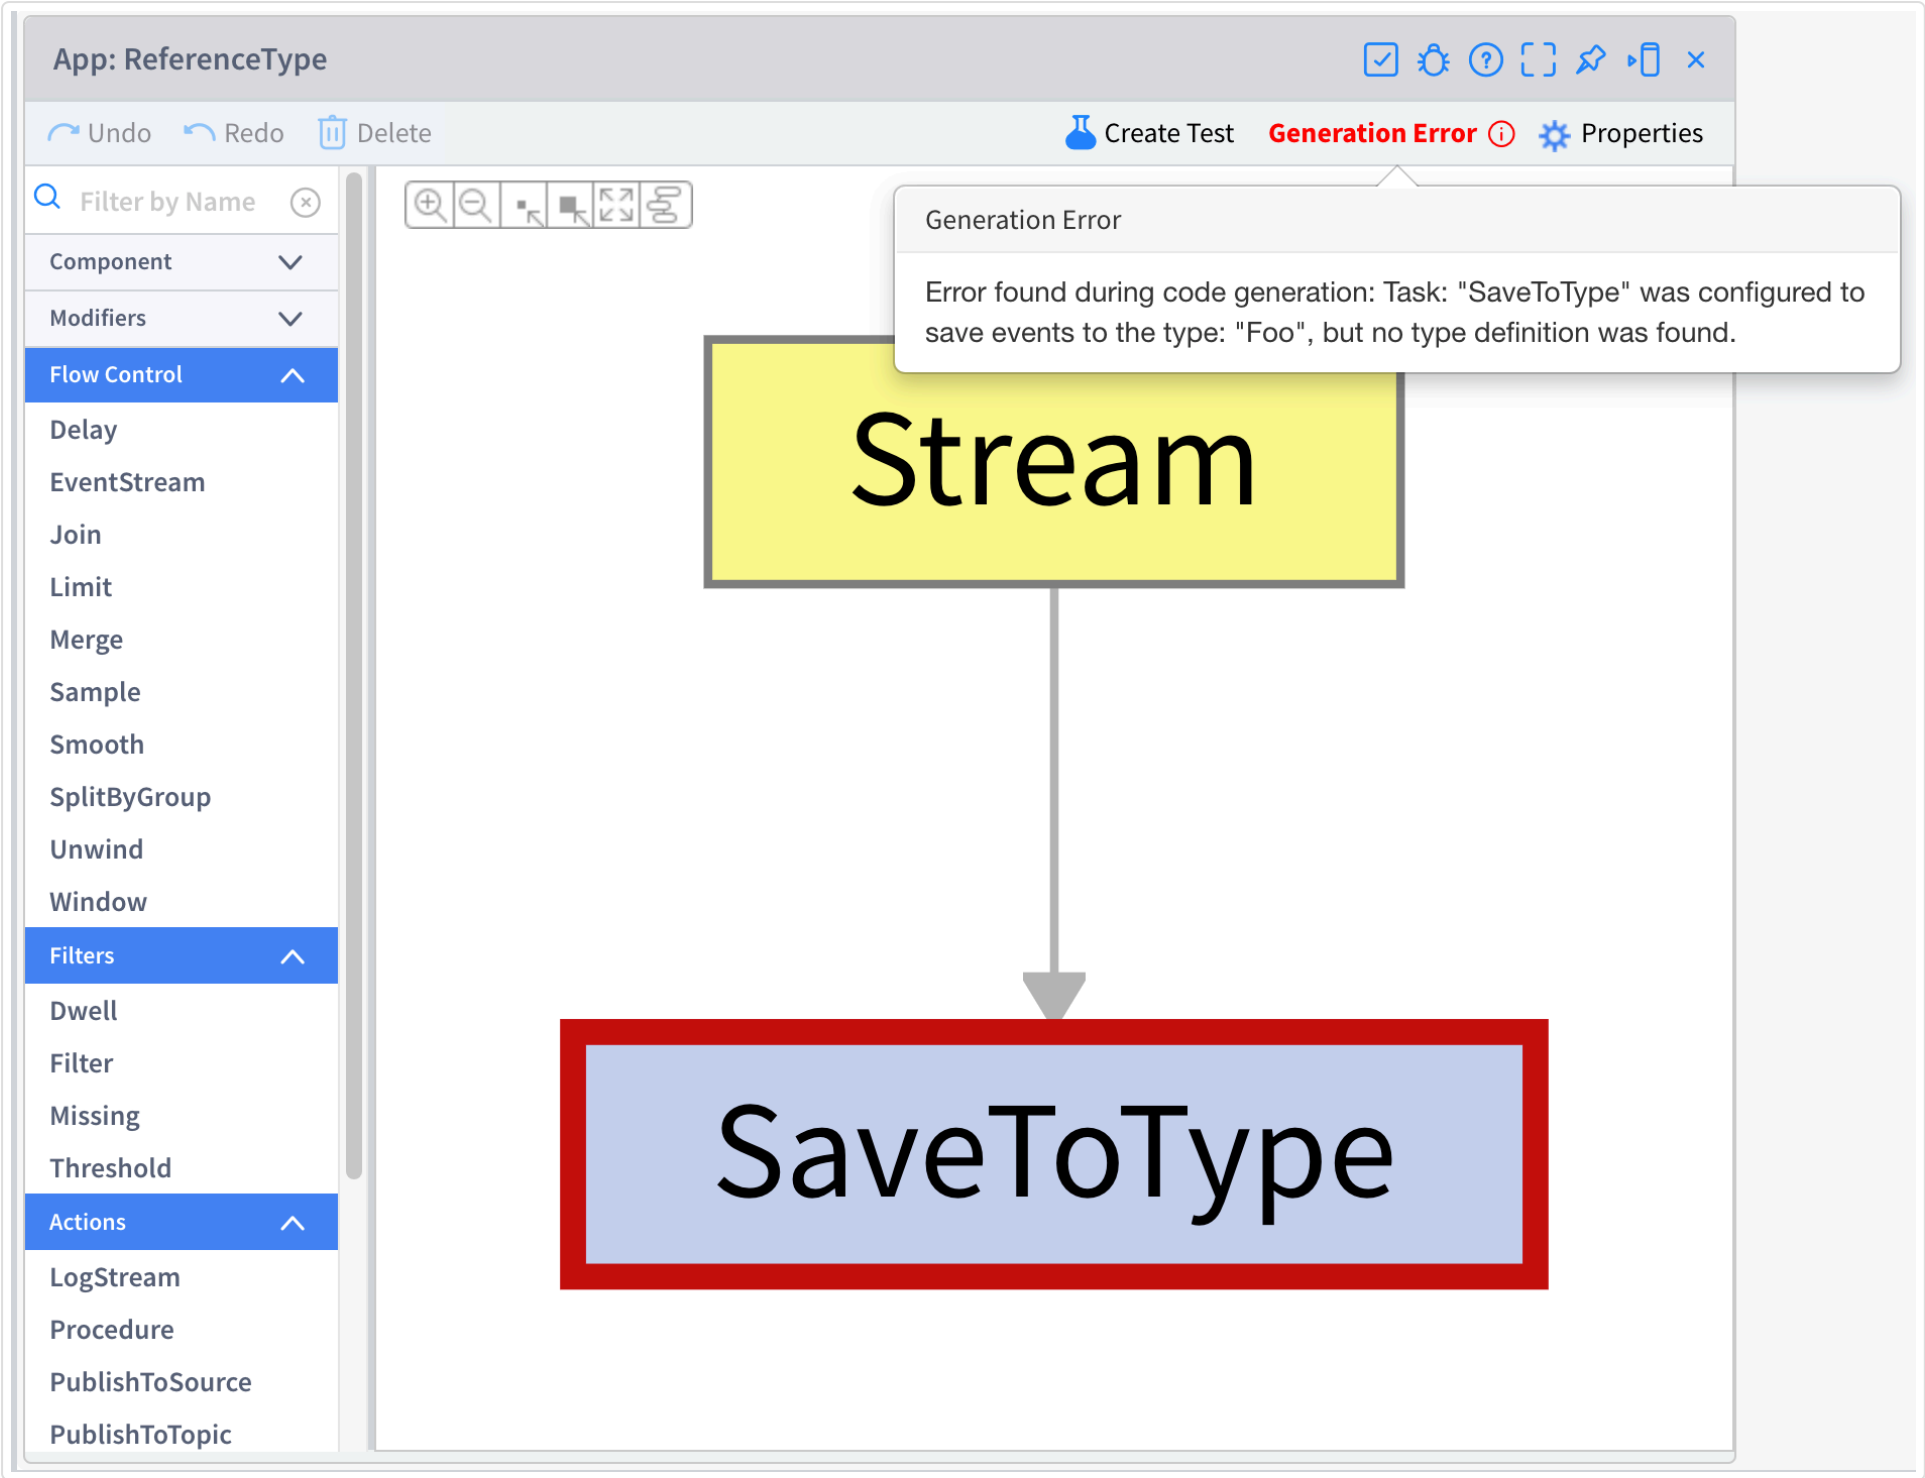 App: ReferenceType
Undo
Redo
Delete
Create Test
Generation Error
Properties
Filter by Name
Generation Error
Error found during code generation: Task: "SaveToType" was configured to
save events to the type: "Foo", but no type definition was found.
Component
Modifiers
Flow Control
Delay
EventStream
Join
Limit
Merge
Sample
Smooth
SplitByGroup
Unwind
Window
Filters
Dwell
Filter
Missing
Threshold
Actions
LogStream
Procedure
PublishToSource
PublishToTopic
Stream
SaveToType